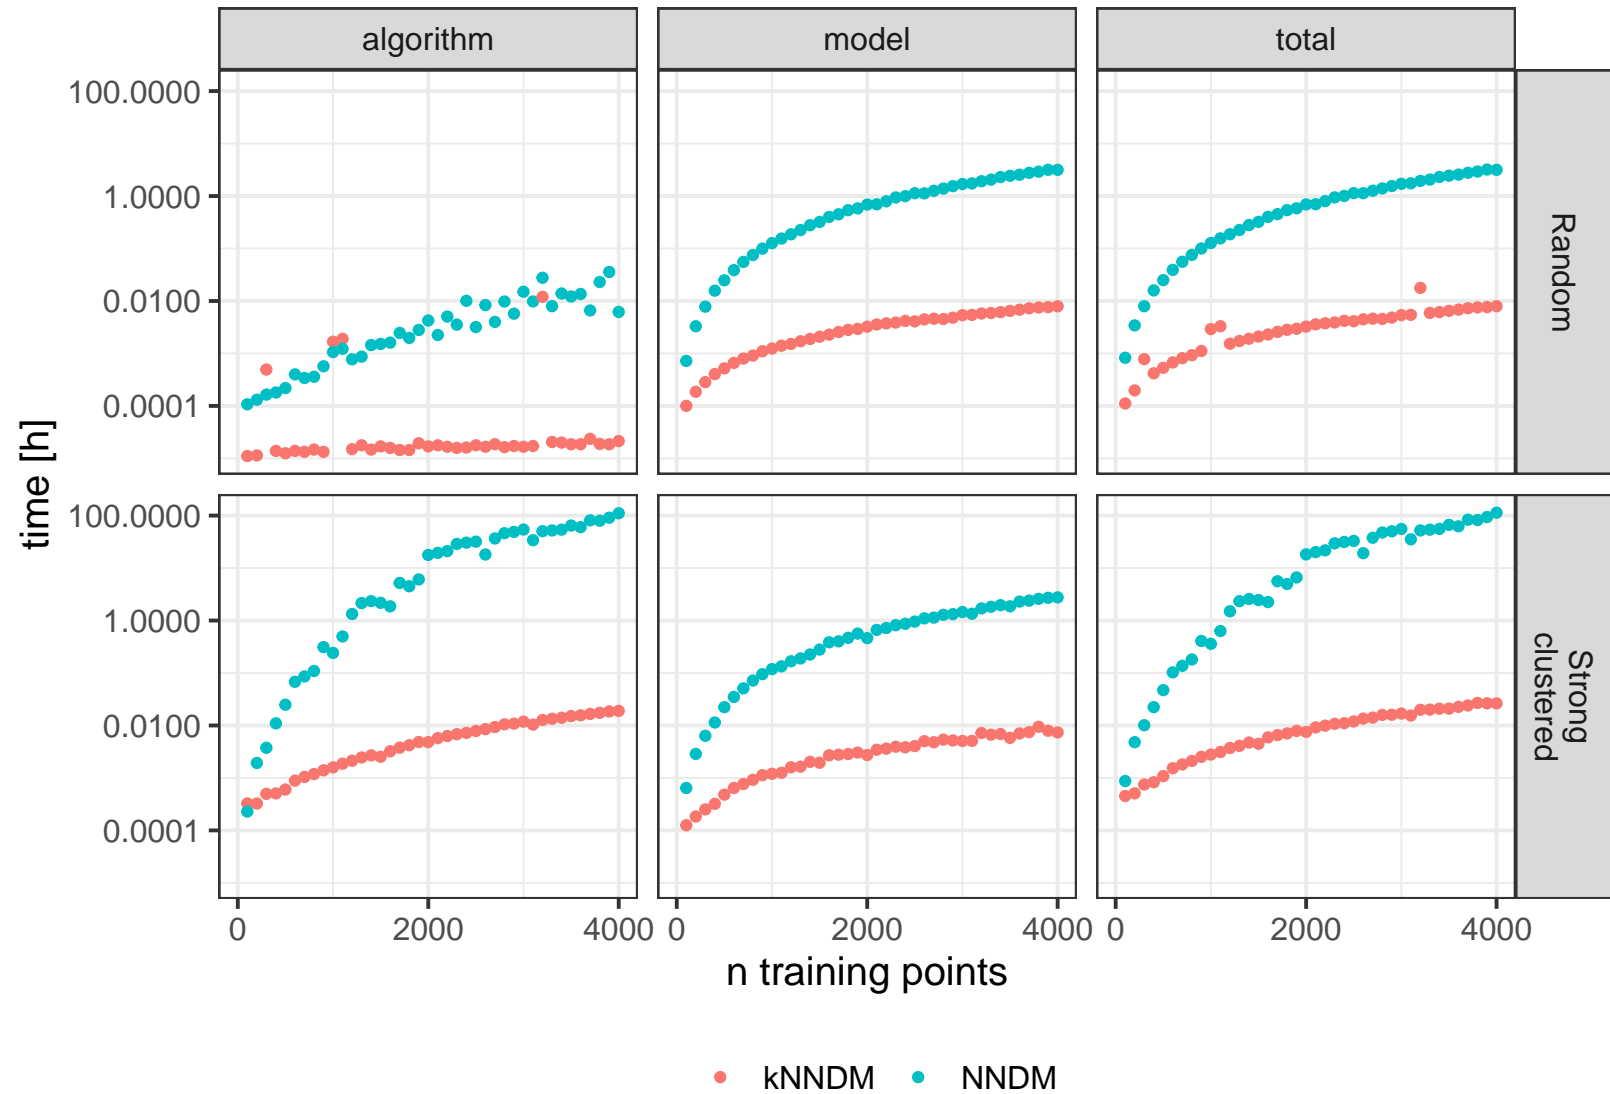 algorithm
model
total
100.0000
1.0000
0.0100
0.0001
Random
100.0000
1.0000
0.0100
0.0001
Strong
clustered
time [h]
0
2000
4000
0
2000
4000
0
2000
4000
n training points
kNNDM
NNDM